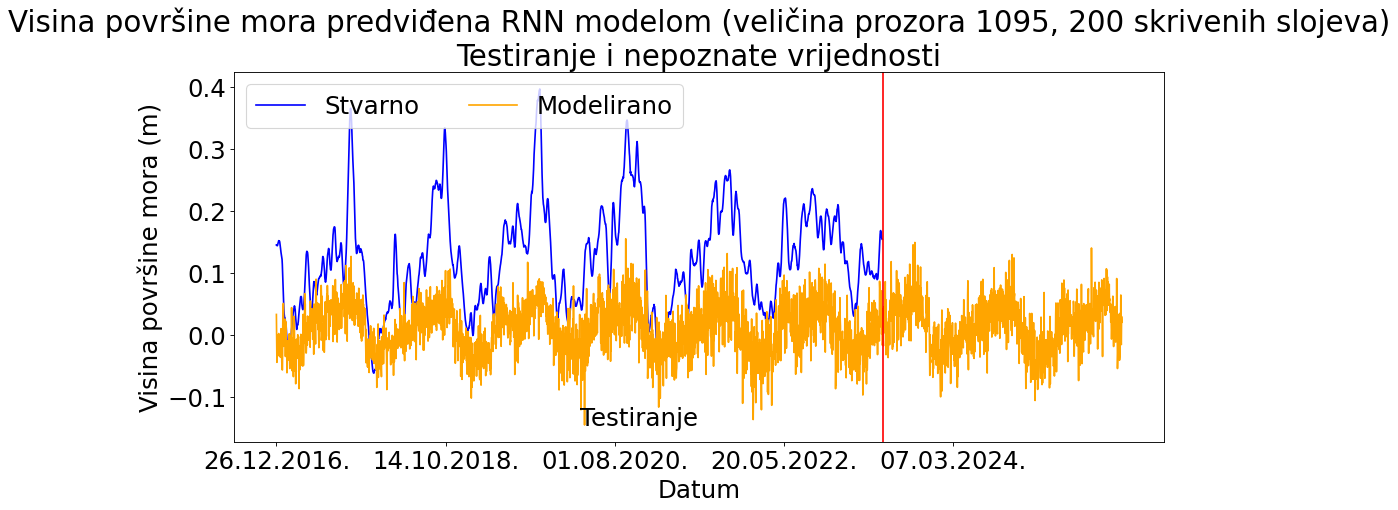 Visina površine mora predviđena RNN modelom (veličina prozora 1095, 200 skrivenih slojeva)
Testiranje i nepoznate vrijednosti
Stvarno Modelirano
Visina površine mora (m)
0.4
0.3
0.2
0.1
0.0
−0.1
Testiranje
26.12.2016. 14.10.2018. 01.08.2020. 20.05.2022. 07.03.2024.
Datum